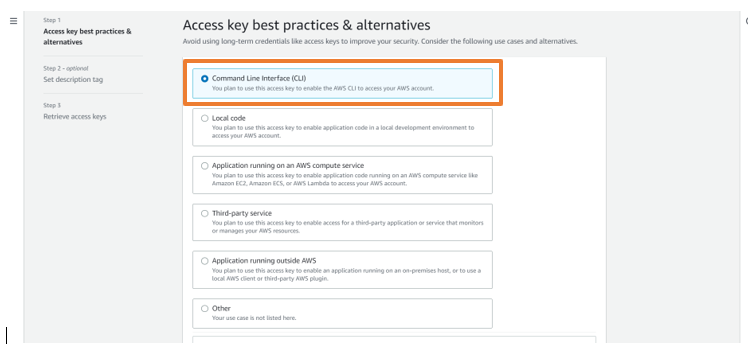 Step 1
Access key best practices &
alternatives
Step 2 - optional
Set description tag
Step 3
Retrieve access keys
Access key best practices & alternatives
Avoid using long-term credentials like access keys to improve your security. Consider the following use cases and alternatives.
Command Line Interface (CLI)
You plan to use this access key to enable the AWS CLI to access your AWS account.
Local code
You plan to use this access key to enable application code in a local development environment to
access your AWS account.
Application running on an AWS compute service
You plan to use this access key to enable application code running on an AWS compute service like
Amazon EC2, Amazon ECS, or AWS Lambda to access your AWS account.
Third-party service
You plan to use this access key to enable access for a third-party application or service that monitors
or manages your AWS resources.
Application running outside AWS
You plan to use this access key to enable an application running on an on-premises host, or to use a
local AWS client or third-party AWS plugin.
Other
Your use case is not listed here.